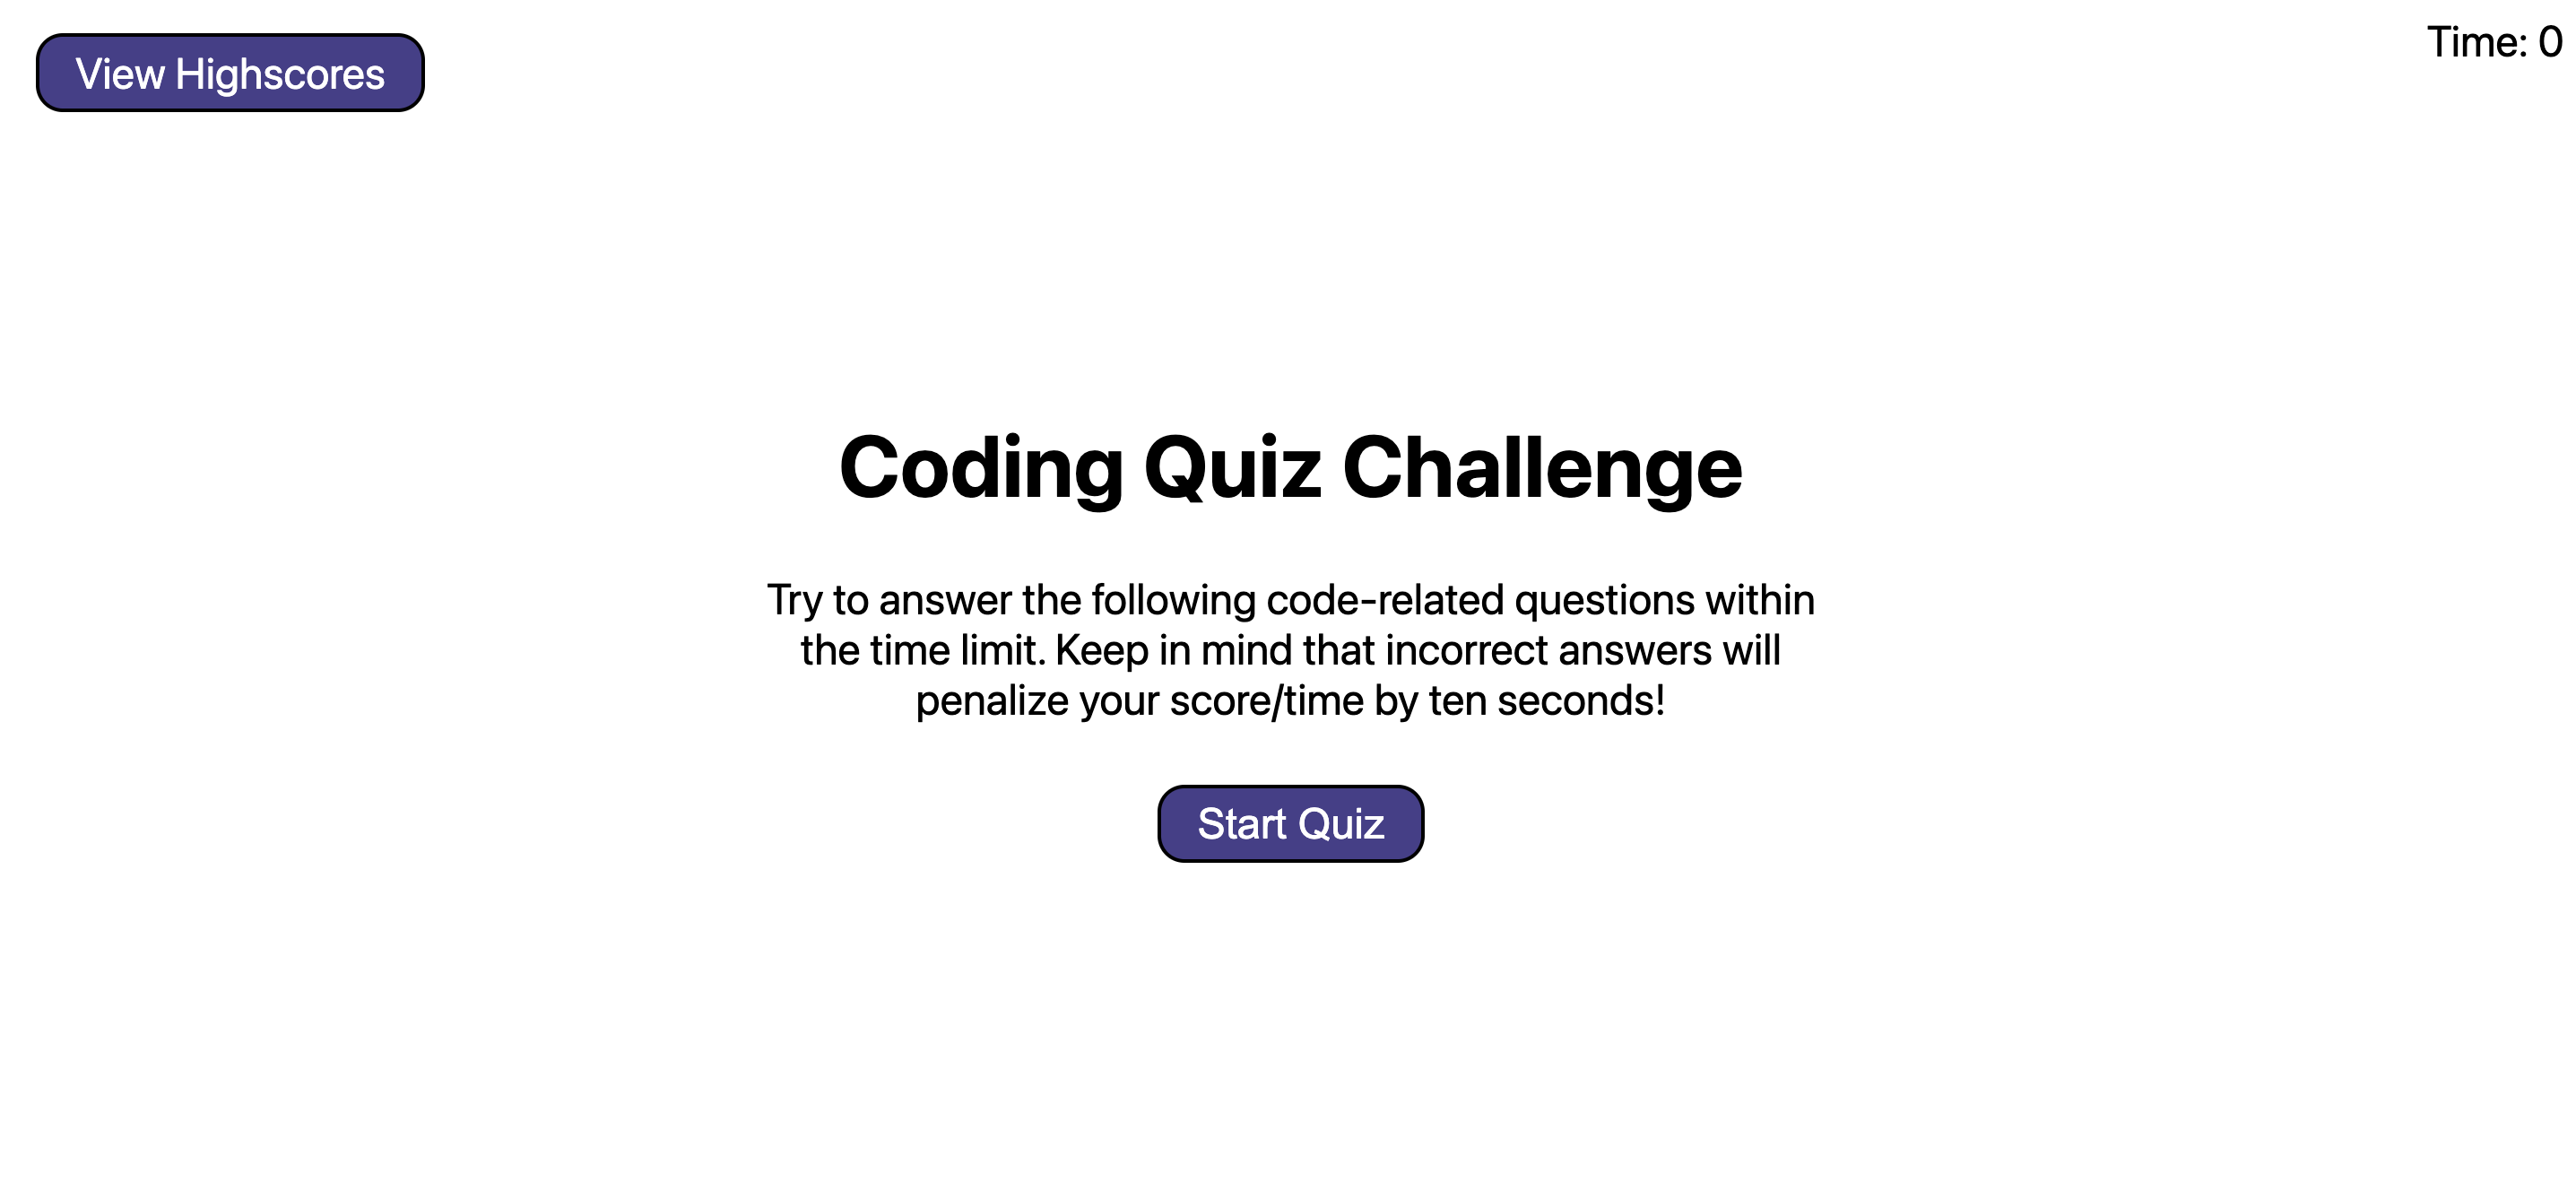 View Highscores
Time: 0
Coding Quiz Challenge
Try to answer the following code-related questions within
the time limit. Keep in mind that incorrect answers will
penalize your score/time by ten seconds!
Start Quiz